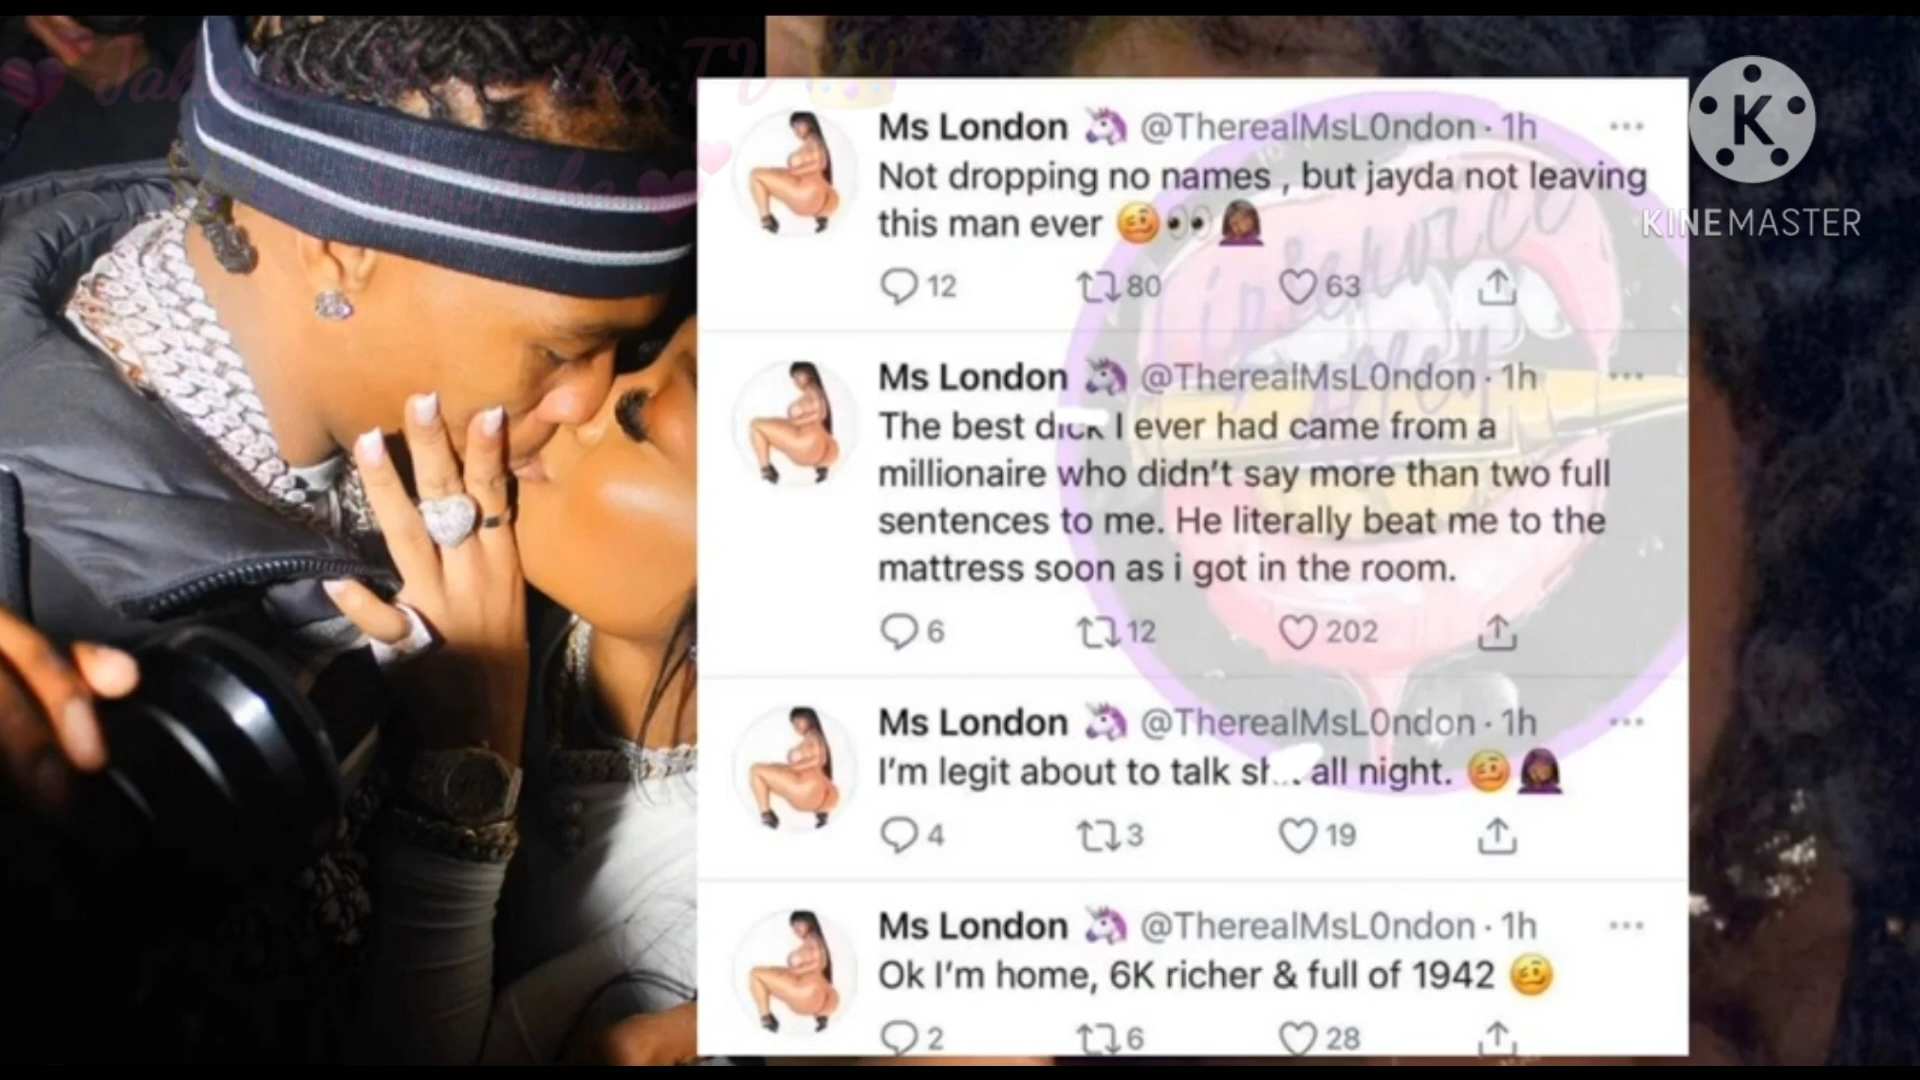 Ms London 🦄 @TherealMsL0ndon · 1h
Not dropping no names , but jayda not leaving
this man ever 🥴👀🤦🏾‍♀️
12 80 63
Ms London 🦄 @TherealMsL0ndon · 1h
The best dick I ever had came from a
millionaire who didn't say more than two full
sentences to me. He literally beat me to the
mattress soon as i got in the room.
6 12 202
Ms London 🦄 @TherealMsL0ndon · 1h
I'm legit about to talk sh... all night. 🥴🤦🏾‍♀️
4 3 19
Ms London 🦄 @TherealMsL0ndon · 1h
Ok I'm home, 6K richer & full of 1942 🥴
2 6 28
K
KINEMASTER
TV
YouTube